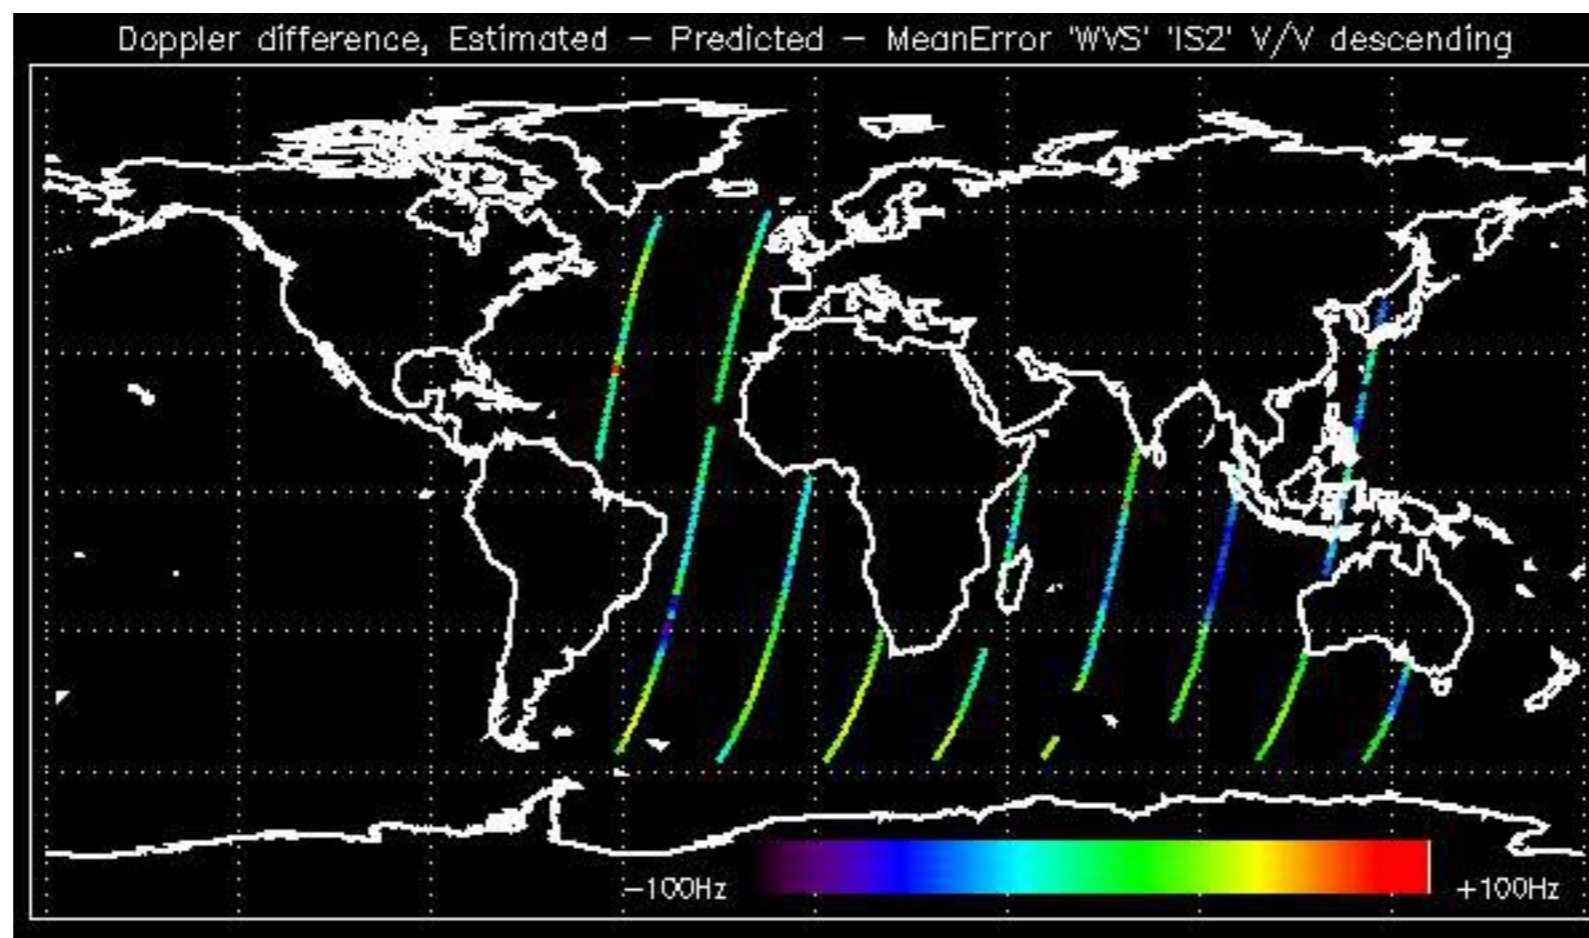 Doppler difference, Estimated – Predicted – MeanError 'WVS' 'IS2' V/V descending
–100Hz
+100Hz